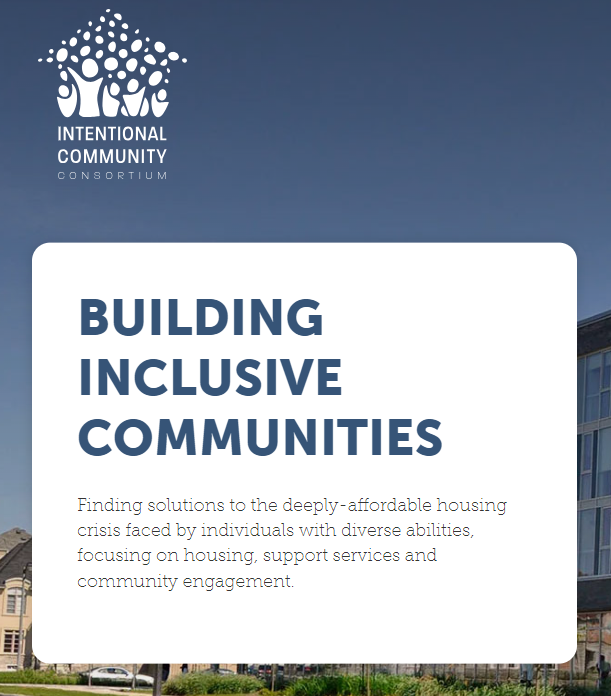 INTENTIONAL
COMMUNITY
CONSORTIUM
BUILDING
INCLUSIVE
COMMUNITIES
Finding solutions to the deeply-affordable housing
crisis faced by individuals with diverse abilities,
focusing on housing, support services and
community engagement.